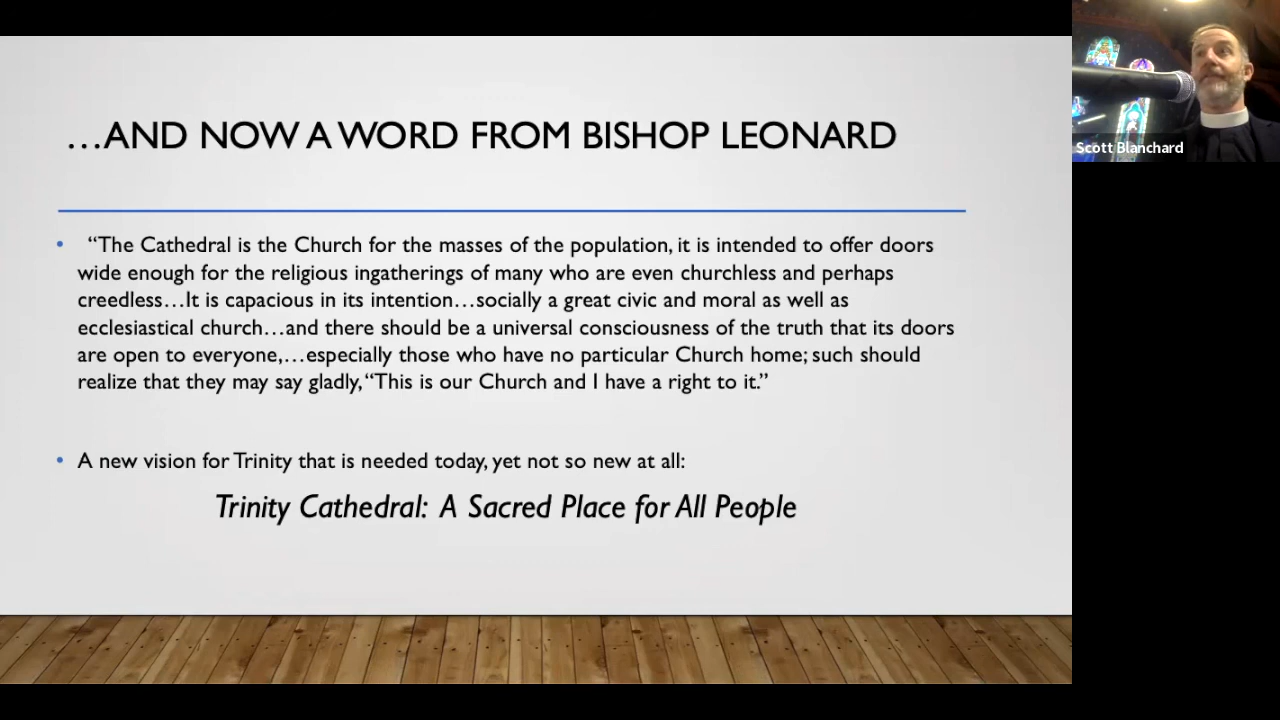 …AND NOW A WORD FROM BISHOP LEONARD
• “The Cathedral is the Church for the masses of the population, it is intended to offer doors
wide enough for the religious ingatherings of many who are even churchless and perhaps
creedless…It is capacious in its intention…socially a great civic and moral as well as
ecclesiastical church…and there should be a universal consciousness of the truth that its doors
are open to everyone,…especially those who have no particular Church home; such should
realize that they may say gladly, “This is our Church and I have a right to it.”
• A new vision for Trinity that is needed today, yet not so new at all:
Trinity Cathedral: A Sacred Place for All People
Scott Blanchard